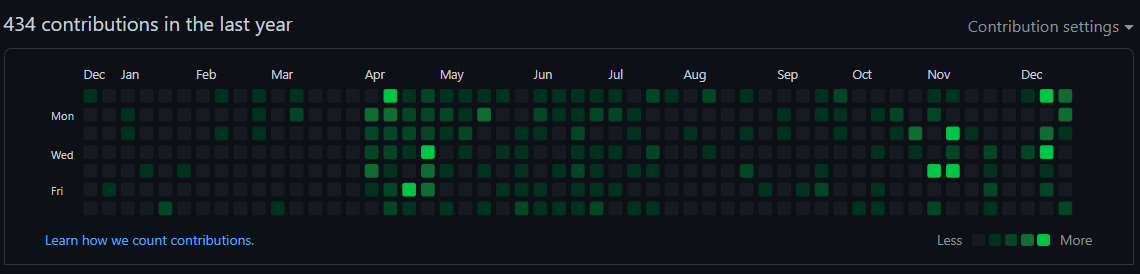 434 contributions in the last year
Contribution settings
Dec Jan Feb Mar Apr May Jun Jul Aug Sep Oct Nov Dec
Mon
Wed
Fri
Learn how we count contributions.
Less More